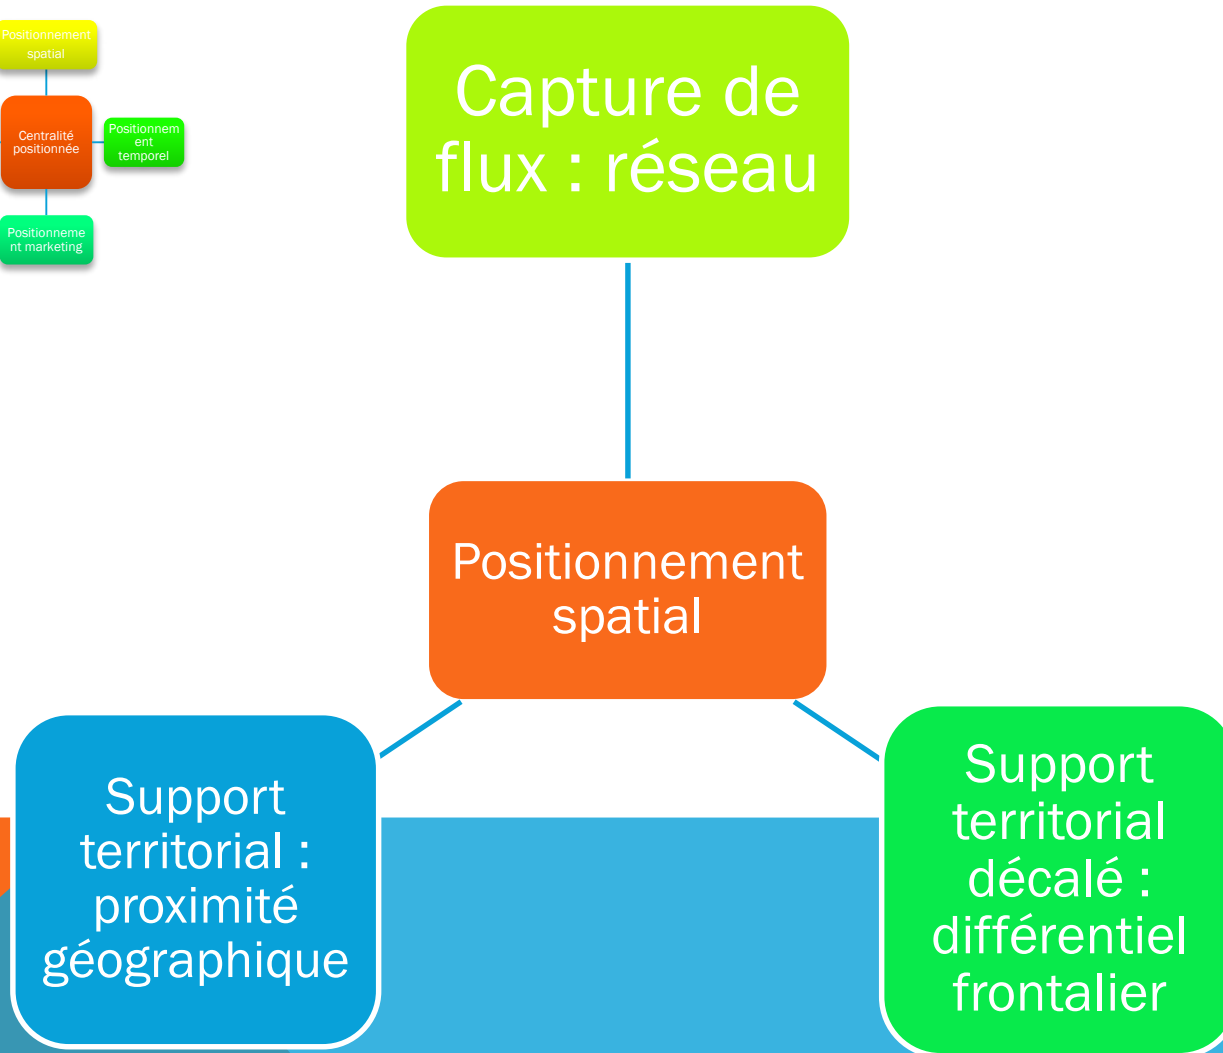 Positionnement
spatial
Centralité
positionnée
Positionnem
ent
temporel
Positionneme
nt marketing
Capture de
flux : réseau
Positionnement
spatial
Support
territorial :
proximité
géographique
Support
territorial
décalé :
différentiel
frontalier